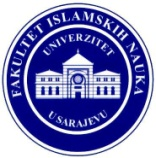 FAKULTET ISLAMSKIH NAUKA
UNIVERZITET
U SARAJEVU